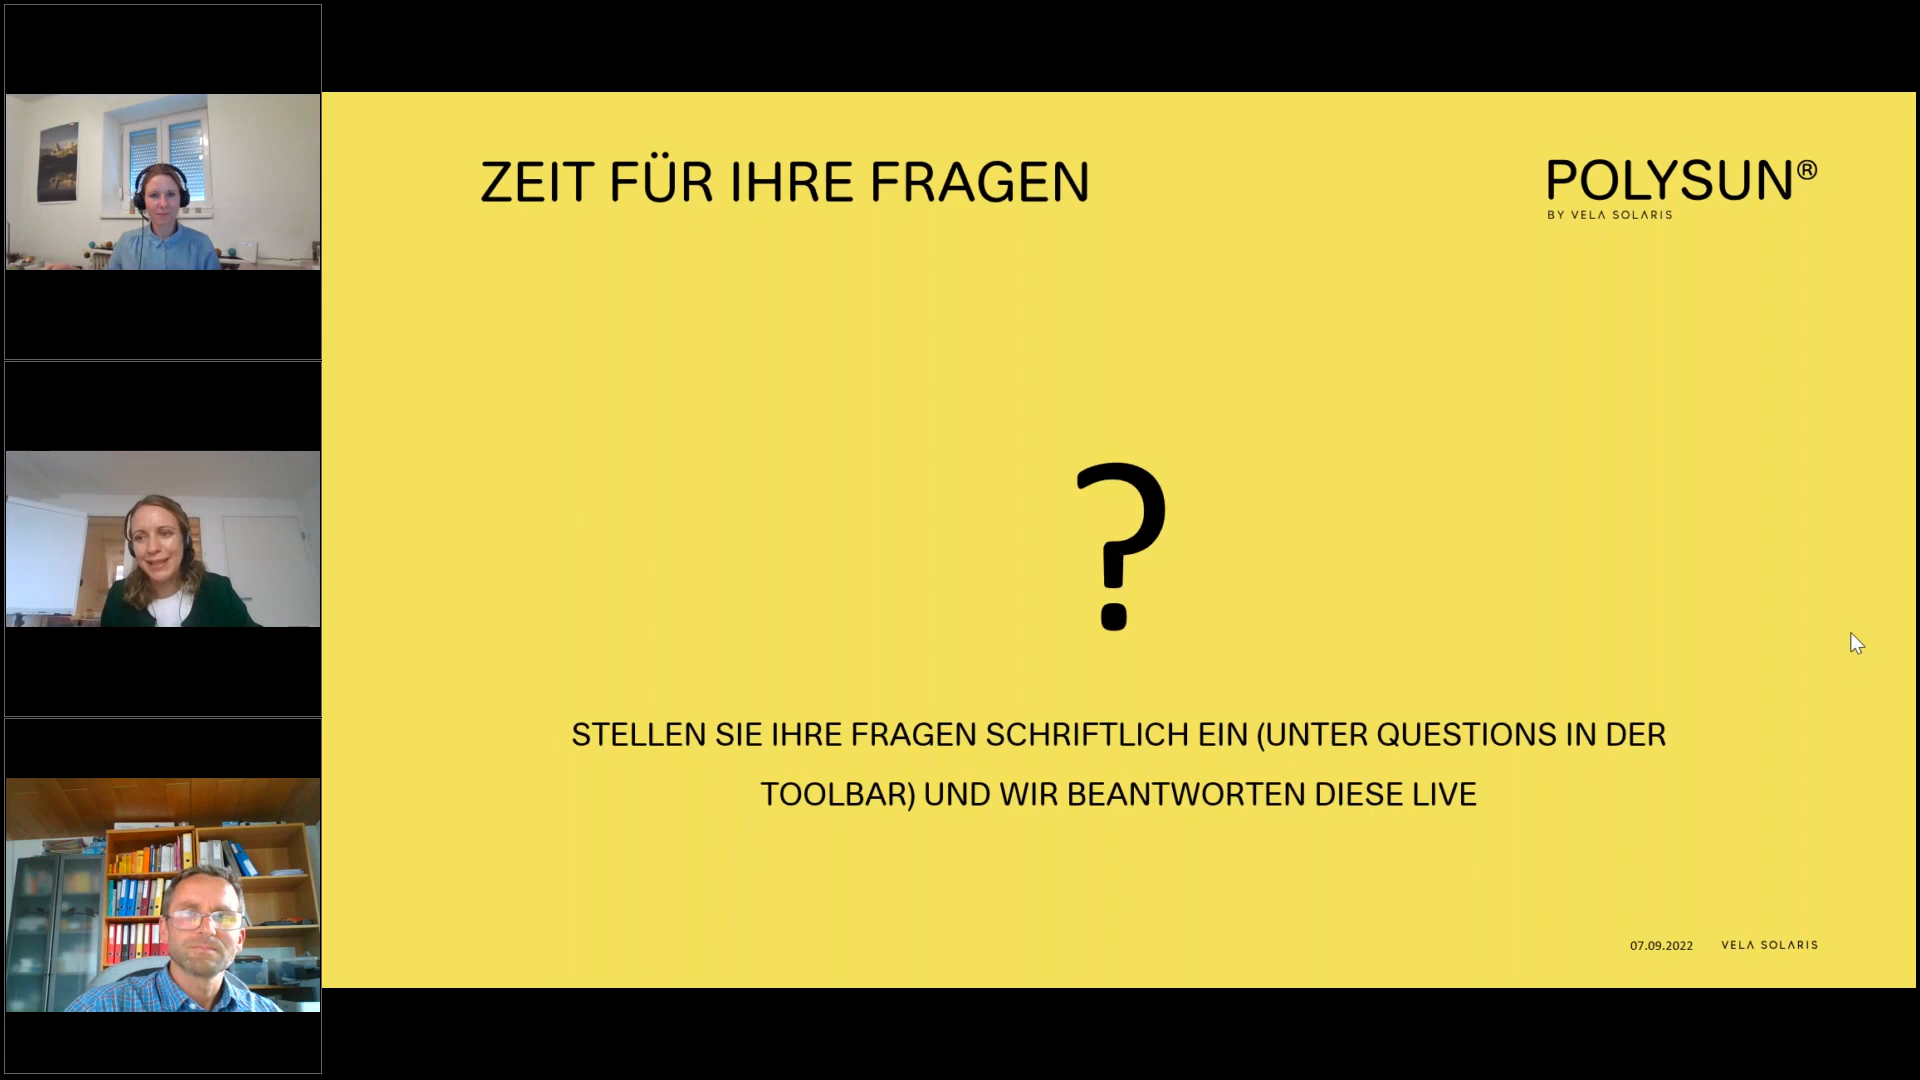 ZEIT FÜR IHRE FRAGEN
POLYSUN®
BY VELA SOLARIS
?
STELLEN SIE IHRE FRAGEN SCHRIFTLICH EIN (UNTER QUESTIONS IN DER
TOOLBAR) UND WIR BEANTWORTEN DIESE LIVE
07.09.2022 VELA SOLARIS